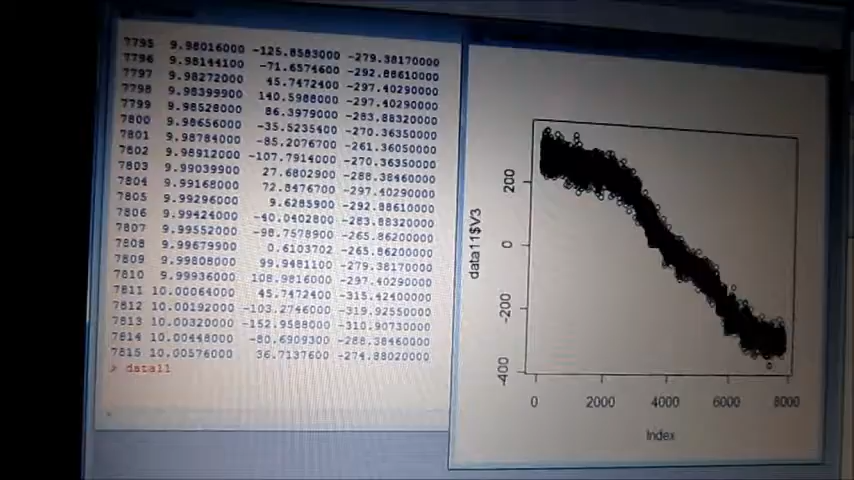 7795 9.98016000 -125.8583000 -279.38170000
7796 9.98144100 -71.6574600 -292.88610000
7797 9.98272000 45.7472400 -297.40290000
7798 9.98399900 140.5988000 -297.40290000
7799 9.98528000 86.3979000 -283.88320000
7800 9.98656000 -35.5235400 -270.36350000
7801 9.98784000 -85.2076700 -261.36050000
7802 9.98912000 -107.7914000 -270.36350000
7803 9.99039900 27.6802900 -288.38460000
7804 9.99168000 72.8476700 -297.40290000
7805 9.99296000 9.6285900 -292.88610000
7806 9.99424000 -40.0402800 -283.88320000
7807 9.99552000 -98.7578900 -265.86200000
7808 9.99679900 0.6103702 -265.86200000
7809 9.99808000 99.9481100 -279.38170000
7810 9.99936000 108.9816000 -297.40290000
7811 10.00064000 45.7472400 -315.42400000
7812 10.00192000 -103.2746000 -319.92550000
7813 10.00320000 -152.9588000 -310.90730000
7814 10.00448000 -80.6909300 -288.38460000
7815 10.00576000 36.7137600 -274.88020000
> data11
data11$V3
200
0
-200
-400
0 2000 4000 6000 8000
Index